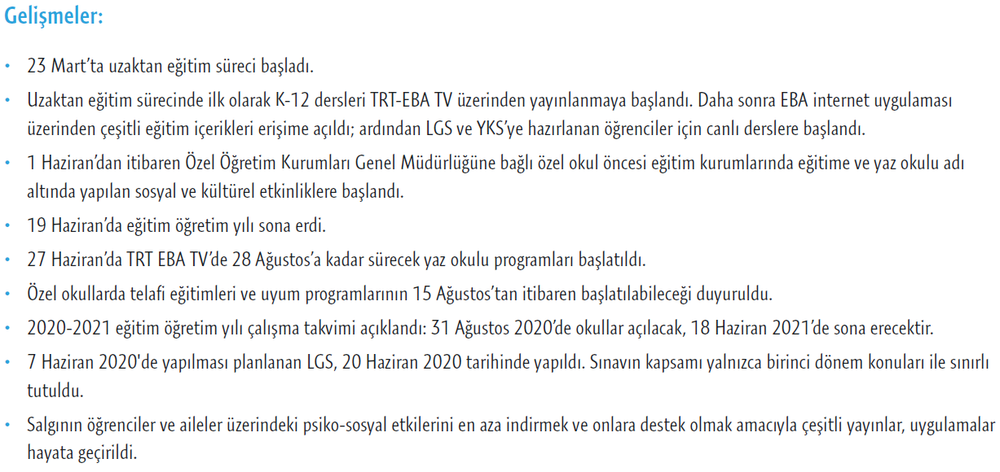 Gelişmeler:
• 23 Mart’ta uzaktan eğitim süreci başladı.
• Uzaktan eğitim sürecinde ilk olarak K-12 dersleri TRT-EBA TV üzerinden yayınlanmaya başlandı. Daha sonra EBA internet uygulaması
üzerinden çeşitli eğitim içerikleri erişime açıldı; ardından LGS ve YKS’ye hazırlanan öğrenciler için canlı derslere başlandı.
• 1 Haziran’dan itibaren Özel Öğretim Kurumları Genel Müdürlüğüne bağlı özel okul öncesi eğitim kurumlarında eğitime ve yaz okulu adı
altında yapılan sosyal ve kültürel etkinliklere başlandı.
• 19 Haziran’da eğitim öğretim yılı sona erdi.
• 27 Haziran’da TRT EBA TV’de 28 Ağustos’a kadar sürecek yaz okulu programları başlatıldı.
• Özel okullarda telafi eğitimleri ve uyum programlarının 15 Ağustos’tan itibaren başlatılabileceği duyuruldu.
• 2020-2021 eğitim öğretim yılı çalışma takvimi açıklandı: 31 Ağustos 2020’de okullar açılacak, 18 Haziran 2021’de sona erecektir.
• 7 Haziran 2020'de yapılması planlanan LGS, 20 Haziran 2020 tarihinde yapıldı. Sınavın kapsamı yalnızca birinci dönem konuları ile sınırlı
tutuldu.
• Salgının öğrenciler ve aileler üzerindeki psiko-sosyal etkilerini en aza indirmek ve onlara destek olmak amacıyla çeşitli yayınlar, uygulamalar
hayata geçirildi.